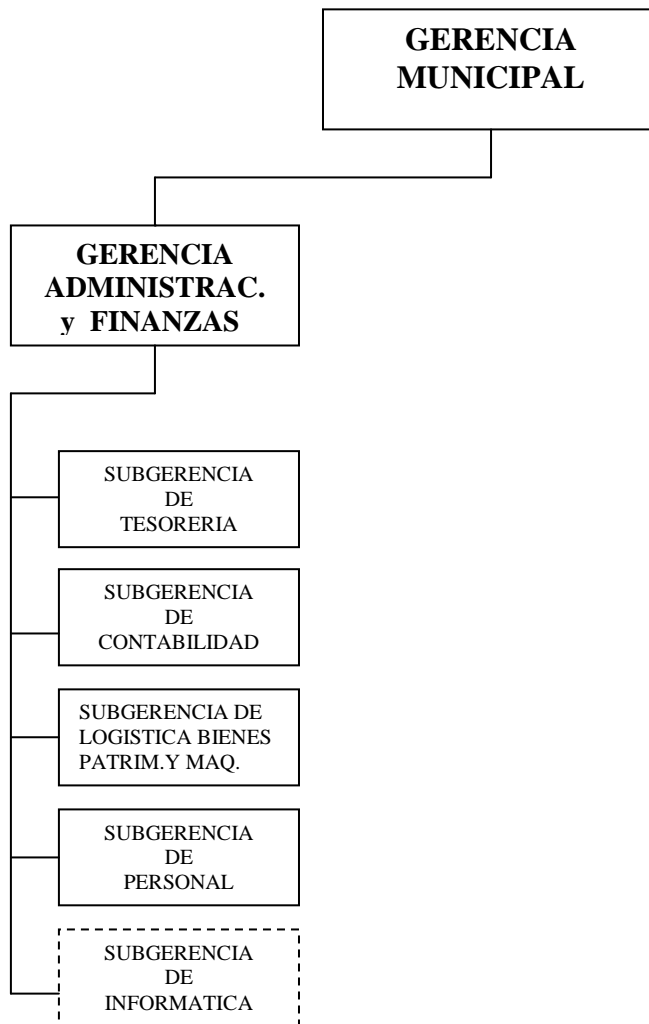 GERENCIA
MUNICIPAL
GERENCIA
ADMINISTRAC.
y FINANZAS
SUBGERENCIA
DE
TESORERIA
SUBGERENCIA
DE
CONTABILIDAD
SUBGERENCIA DE
LOGISTICA BIENES
PATRIM.Y MAQ.
SUBGERENCIA
DE
PERSONAL
SUBGERENCIA
DE
INFORMATICA